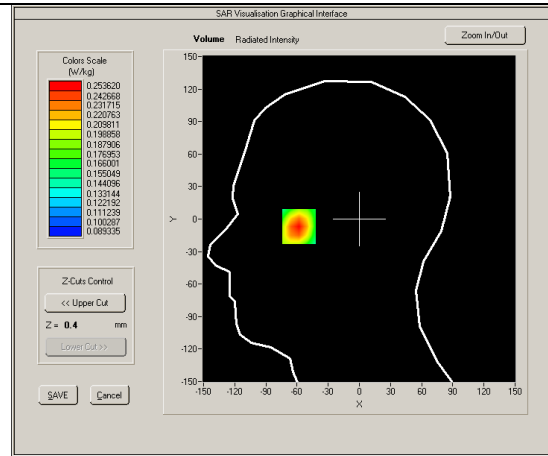 SAR Visualisation Graphical Interface
Volume Radiated Intensity
Zoom In/Out
Colors Scale
(W/kg)
0.253620
0.242668
0.231715
0.220763
0.209811
0.198858
0.187906
0.176953
0.166001
0.155049
0.144096
0.133144
0.122192
0.111239
0.100287
0.089335
Z-Cuts Control
<< Upper Cut
Z = 0.4 mm
Lower Cut >>
SAVE Cancel
150
120
90
60
30
0
-30
-60
-90
-120
-150
Y
-150 -120 -90 -60 -30 0 30 60 90 120 150
X